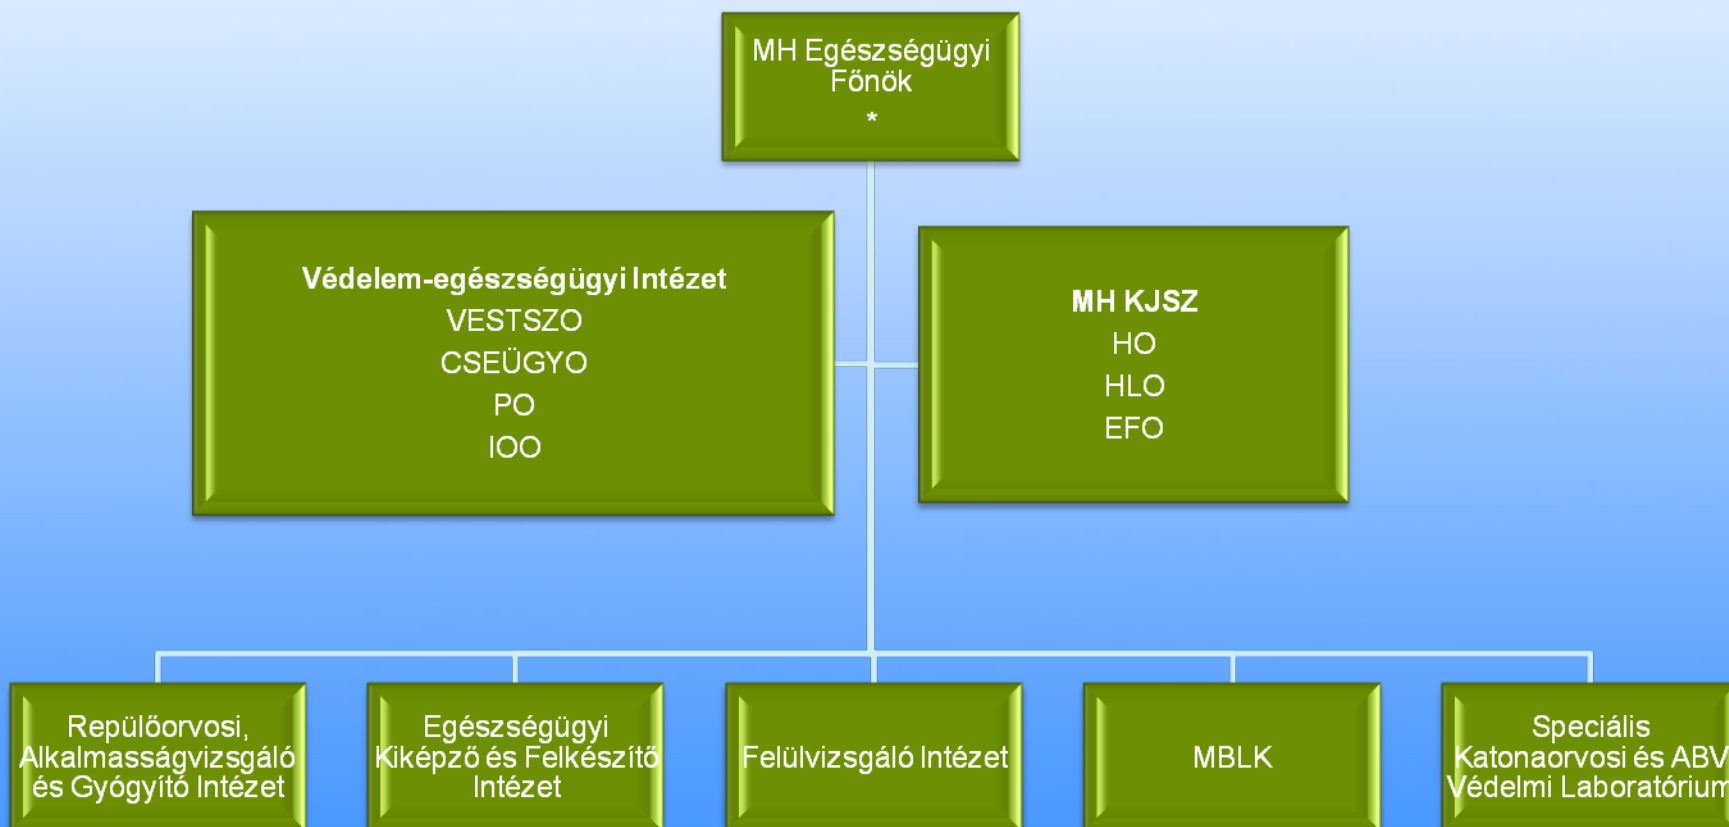 MH Egészségügyi
Főnök
*
Védelem-egészségügyi Intézet
VESTSZO
CSEÜGYO
PO
IOO
MH KJSZ
HO
HLO
EFO
Repülőorvosi,
Alkalmasságvizsgáló
és Gyógyító Intézet
Egészségügyi
Kiképző és Felkészítő
Intézet
Felülvizsgáló Intézet
MBLK
Speciális
Katonaorvosi és ABV
Védelmi Laboratórium